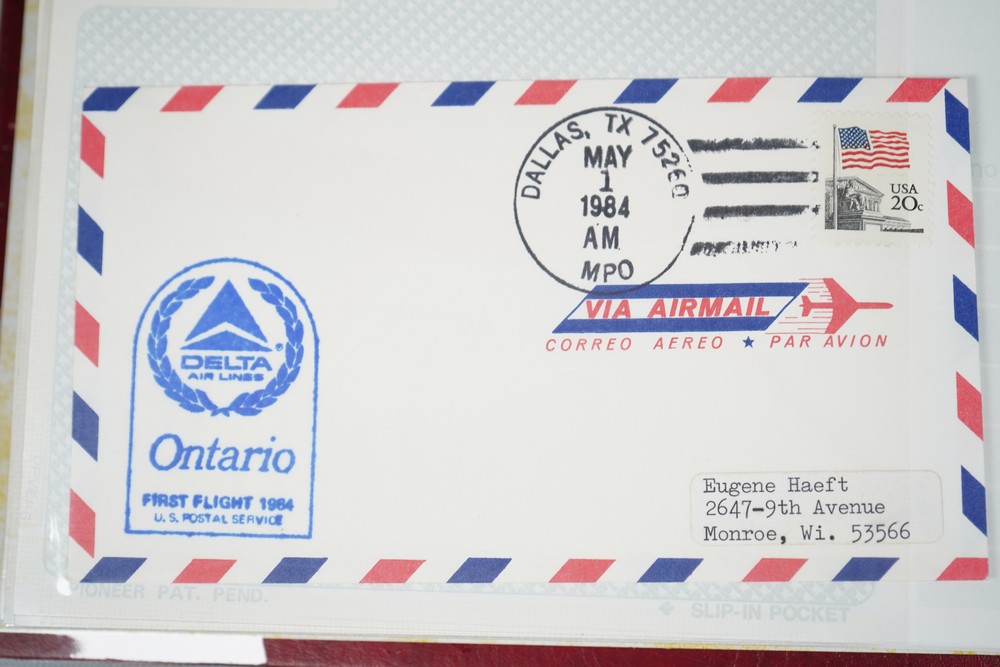 DALLAS, TX 75260
MAY
1
1984
AM
MPO
USA
20c
VIA AIRMAIL
CORREO AEREO ★ PAR AVION
DELTA®
AIR LINES
Ontario
FIRST FLIGHT 1984
U.S. POSTAL SERVICE
Eugene Haeft
2647-9th Avenue
Monroe, Wi. 53566
PIONEER PAT. PEND.
← SLIP-IN POCKET